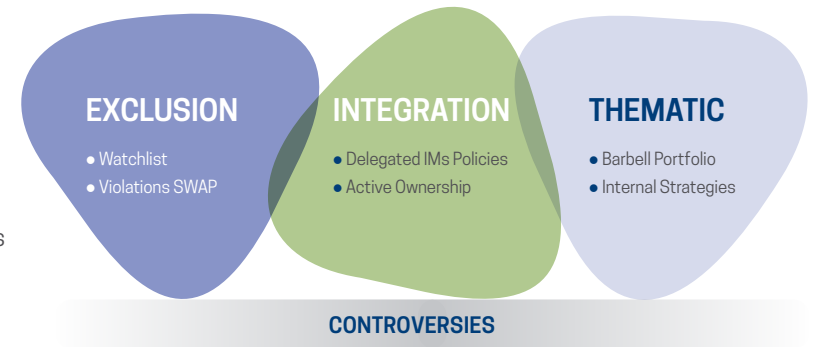 EXCLUSION
● Watchlist
● Violations SWAP
INTEGRATION
● Delegated IMs Policies
● Active Ownership
THEMATIC
● Barbell Portfolio
● Internal Strategies
s
CONTROVERSIES